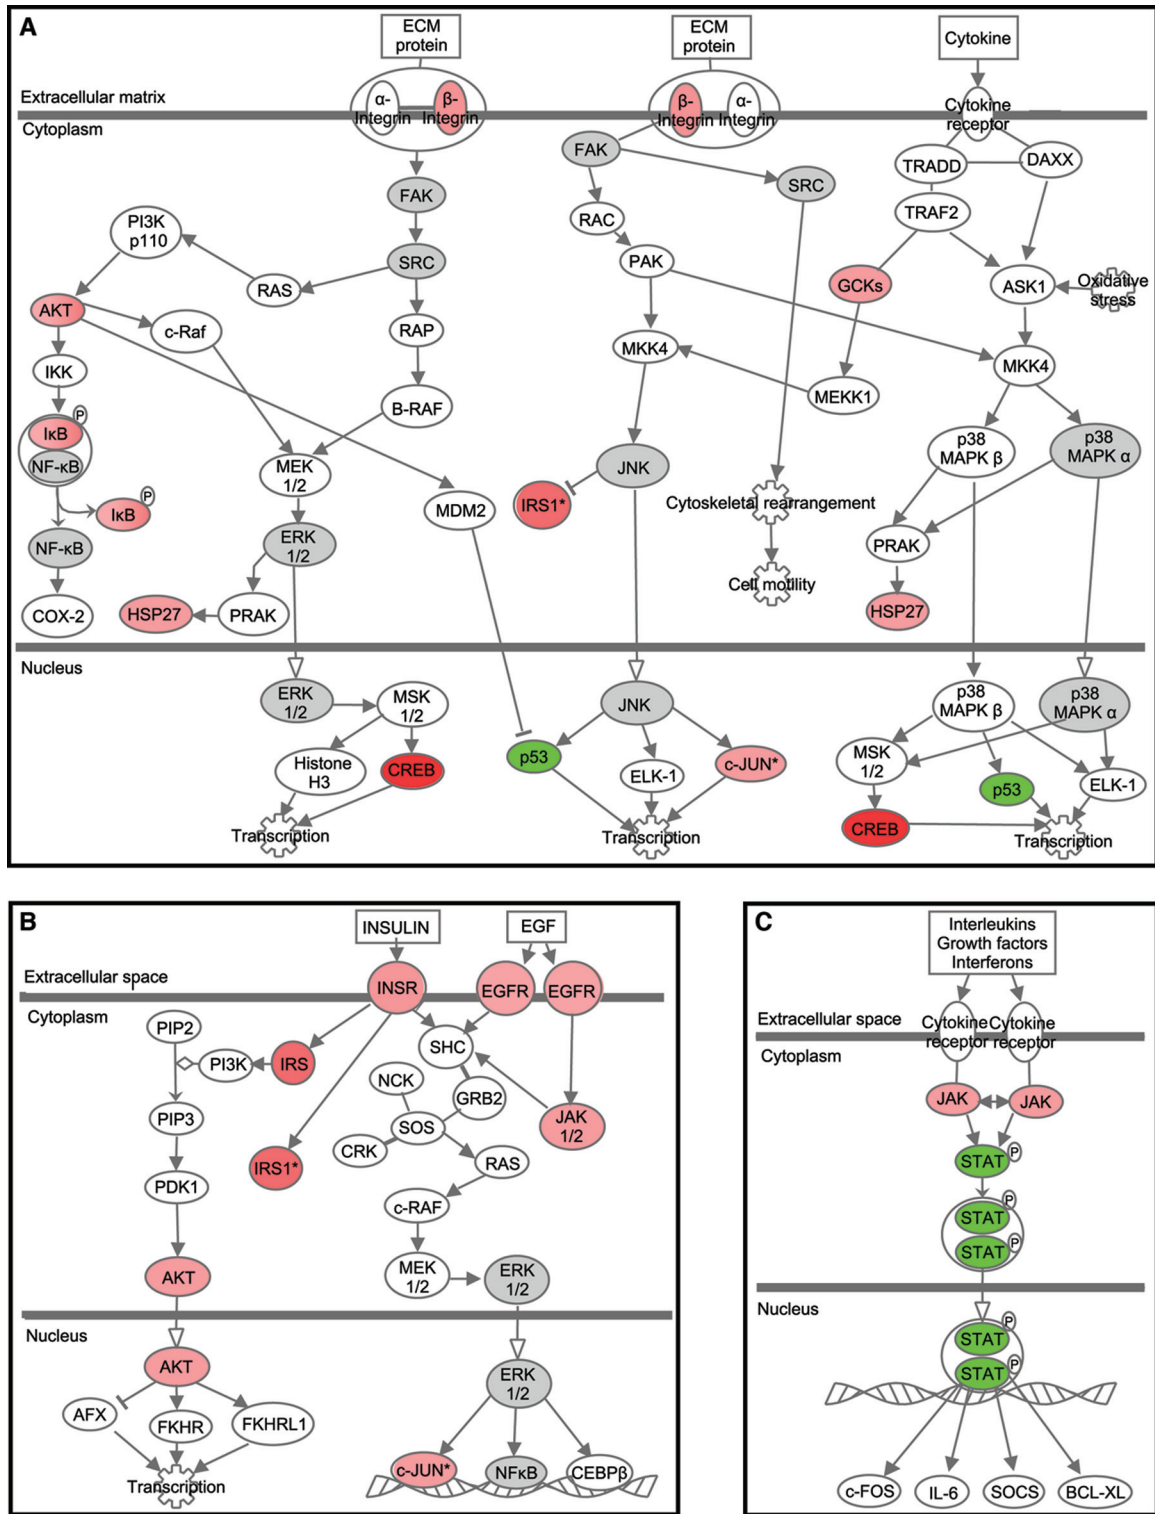 A
ECM
protein
ECM
protein
Cytokine
Extracellular matrix
α-
Integrin
β-
Integrin
β-
Integrin
α-
Integrin
Cytokine
receptor
Cytoplasm
FAK
TRADD
DAXX
FAK
SRC
PI3K
p110
RAC
TRAF2
SRC
PAK
RAS
GCKs
ASK1
Oxidative
stress
AKT
c-Raf
RAP
MKK4
MKK4
IKK
MEKK1
B-RAF
P
IκB
NF-κB
MEK
1/2
JNK
p38
MAPK β
p38
MAPK α
P
IκB
MDM2
IRS1*
Cytoskeletal rearrangement
NF-κB
ERK
1/2
PRAK
Cell motility
COX-2
HSP27
PRAK
HSP27
Nucleus
ERK
1/2
MSK
1/2
JNK
p38
MAPK β
p38
MAPK α
Histone
H3
CREB
p53
ELK-1
c-JUN*
MSK
1/2
p53
ELK-1
CREB
Transcription
Transcription
Transcription
B
INSULIN
EGF
Extracellular space
INSR
EGFR
EGFR
Cytoplasm
PIP2
SHC
PI3K
IRS
NCK
GRB2
PIP3
SOS
JAK
1/2
CRK
IRS1*
RAS
PDK1
c-RAF
MEK
1/2
ERK
1/2
AKT
Nucleus
AKT
ERK
1/2
AFX
FKHR
FKHRL1
c-JUN*
NFκB
CEBPβ
Transcription
C
Interleukins
Growth factors
Interferons
Extracellular space
Cytokine
receptor
Cytokine
receptor
Cytoplasm
JAK
JAK
STAT
P
STAT
P
STAT
P
Nucleus
STAT
P
STAT
P
c-FOS
IL-6
SOCS
BCL-XL